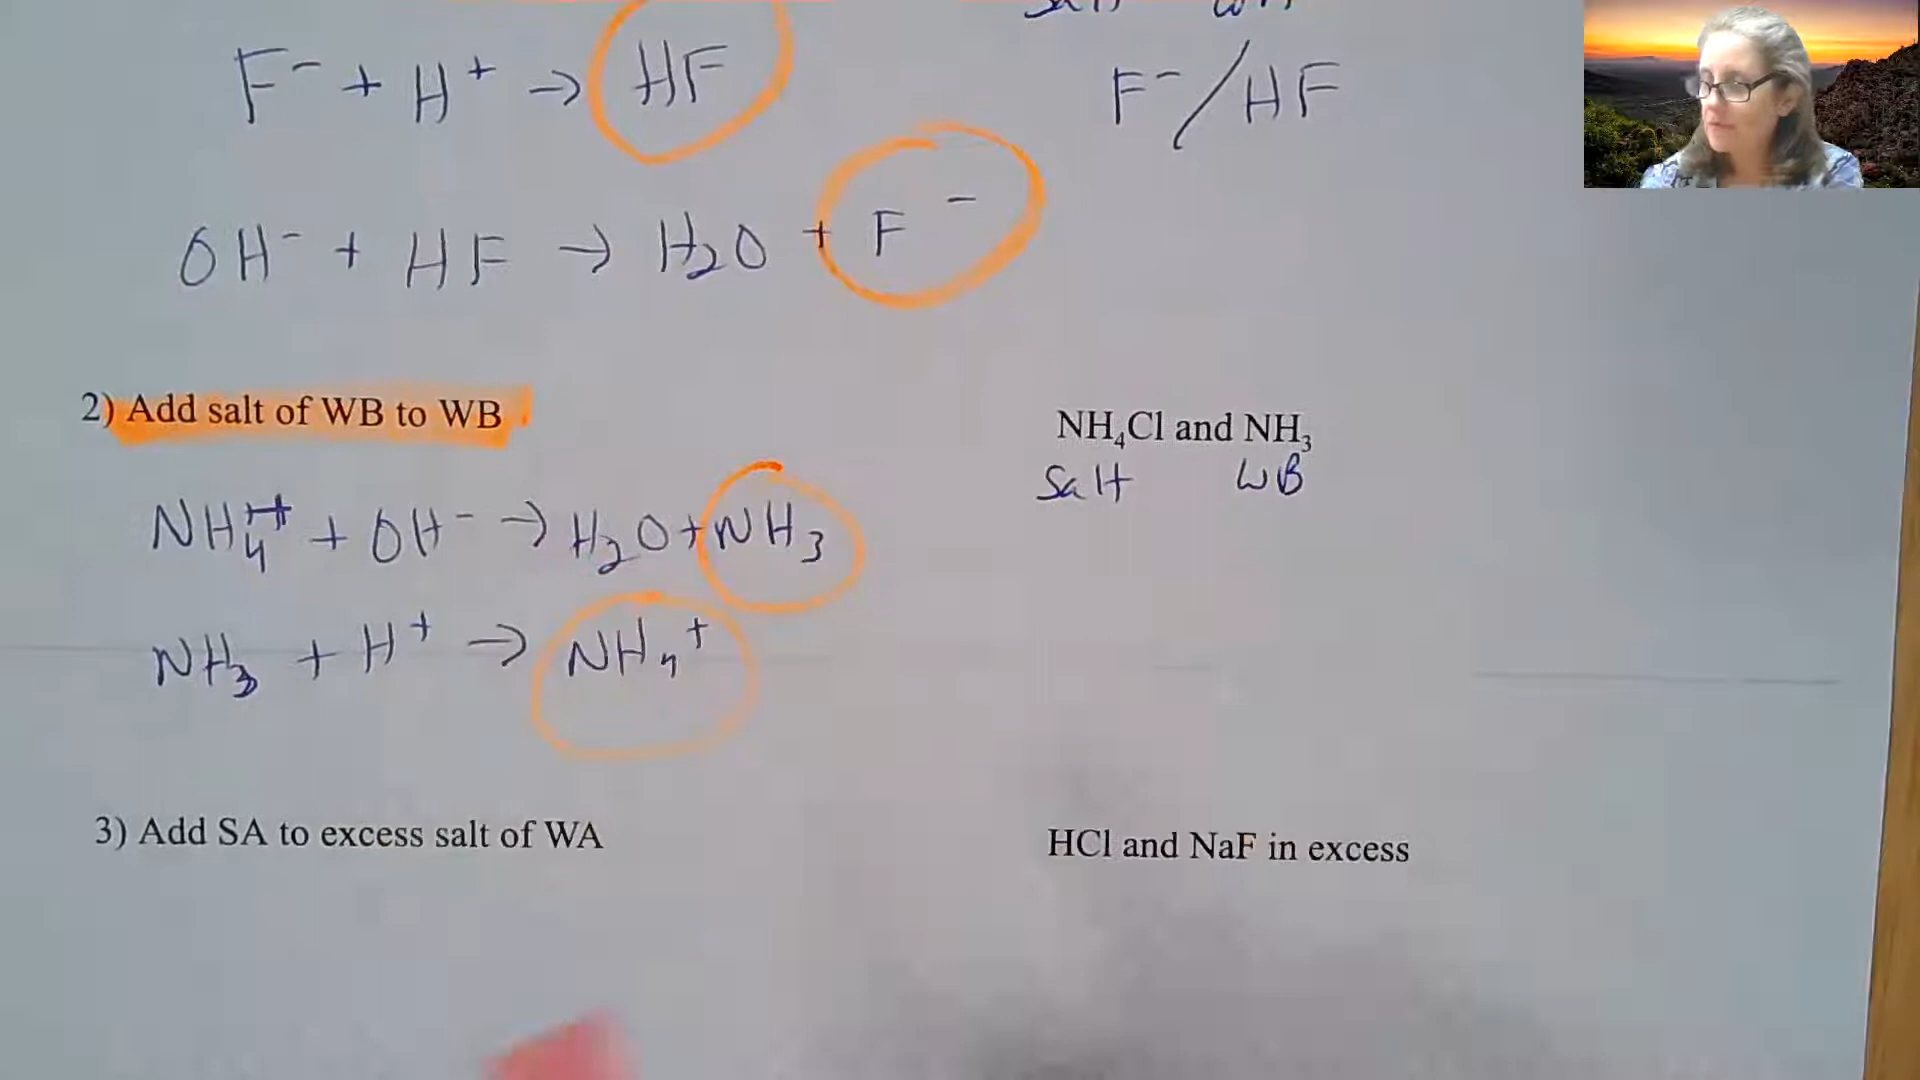 F⁻ + H⁺ → HF
F⁻/HF
OH⁻ + HF → H₂O + F⁻
2) Add salt of WB to WB
NH₄Cl and NH₃
Salt WB
NH₄⁺ + OH⁻ → H₂O + NH₃
NH₃ + H⁺ → NH₄⁺
3) Add SA to excess salt of WA
HCl and NaF in excess